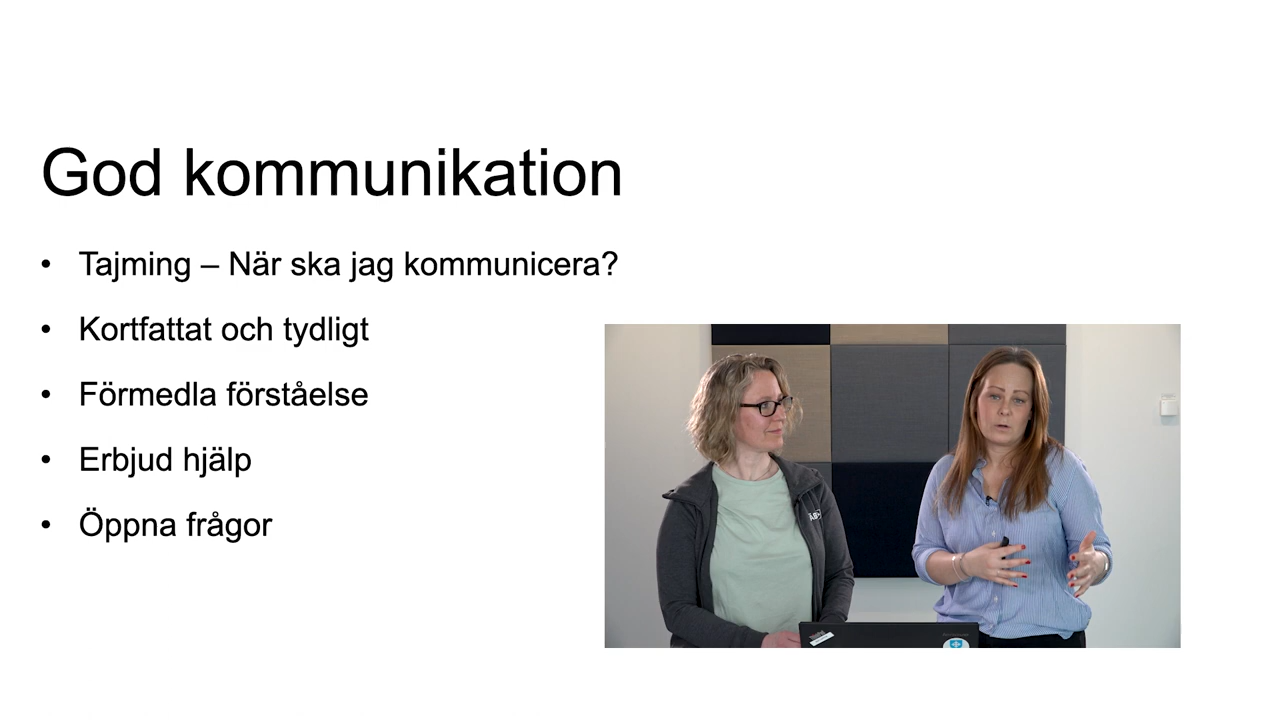 God kommunikation
• Tajming – När ska jag kommunicera?
• Kortfattat och tydligt
• Förmedla förståelse
• Erbjud hjälp
• Öppna frågor